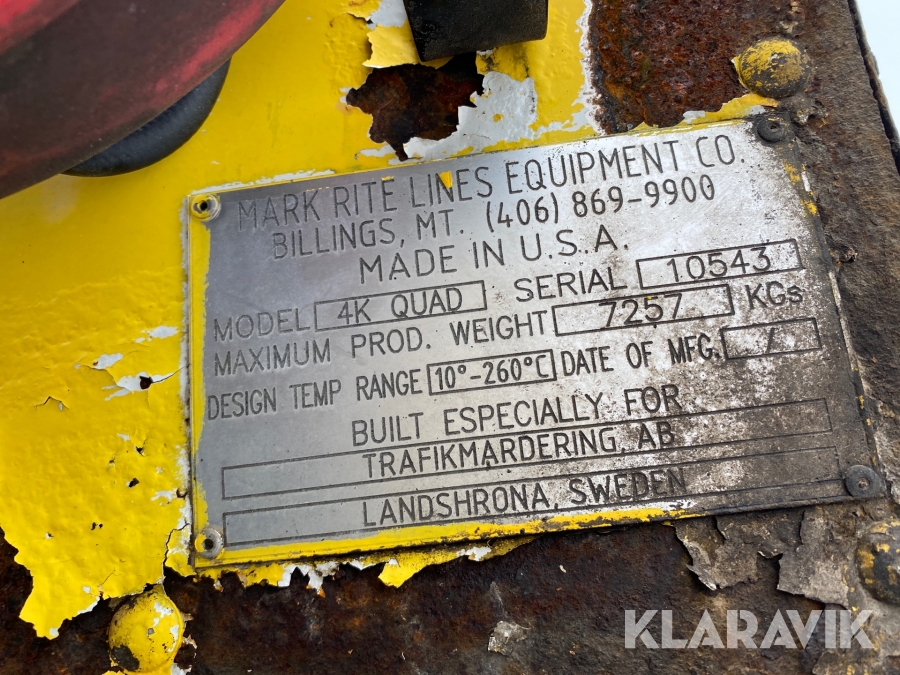 MARK RITE LINES EQUIPMENT CO.
BILLINGS, MT. (406) 869-9900
MADE IN U.S.A.
MODEL 4K QUAD SERIAL 10543
MAXIMUM PROD. WEIGHT 7257 KGs
DESIGN TEMP RANGE 10°-260°C DATE OF MFG. /
BUILT ESPECIALLY FOR
TRAFIKMARDERING, AB
LANDSHRONA, SWEDEN
KLARAVIK